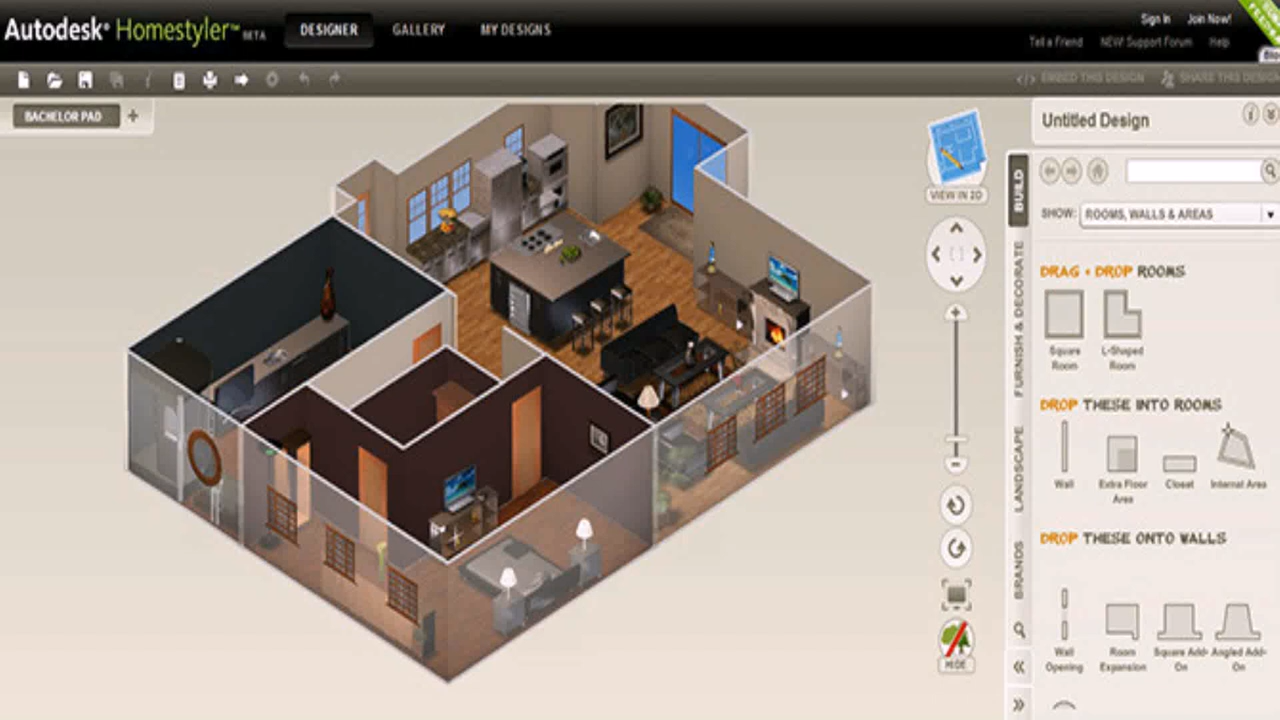 Autodesk® Homestyler™ BETA
DESIGNER
GALLERY
MY DESIGNS
Sign In
Join Now!
Tell a Friend
NEW! Support Forum
Help
EMBED THIS DESIGN
SHARE THIS DESIGN
BACHELOR PAD
+
VIEW IN 2D
HIDE
Untitled Design
BUILD
FURNISH & DECORATE
LANDSCAPE
BRANDS
SHOW: ROOMS, WALLS & AREAS
DRAG + DROP ROOMS
Square
Room
L-Shaped
Room
DROP THESE INTO ROOMS
Wall
Extra Floor
Area
Closet
Internal Area
DROP THESE ONTO WALLS
Wall
Opening
Room
Expansion
Square Add-
On
Angled Add-
On